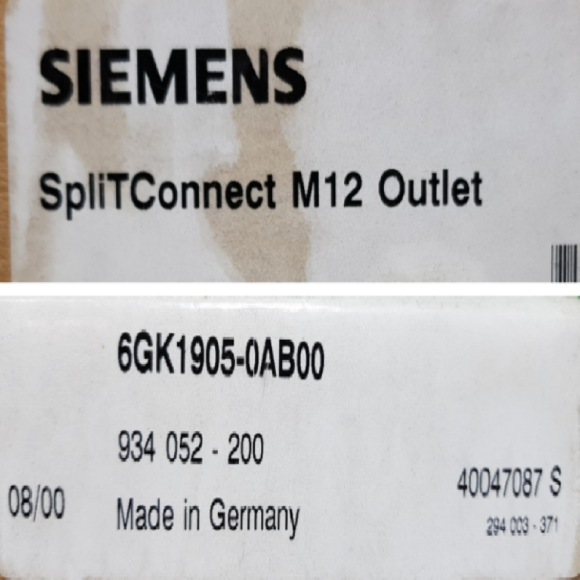 SIEMENS
SpliTConnect M12 Outlet
6GK1905-0AB00
934 052 - 200
40047087 S
08/00
Made in Germany
294 003 - 371